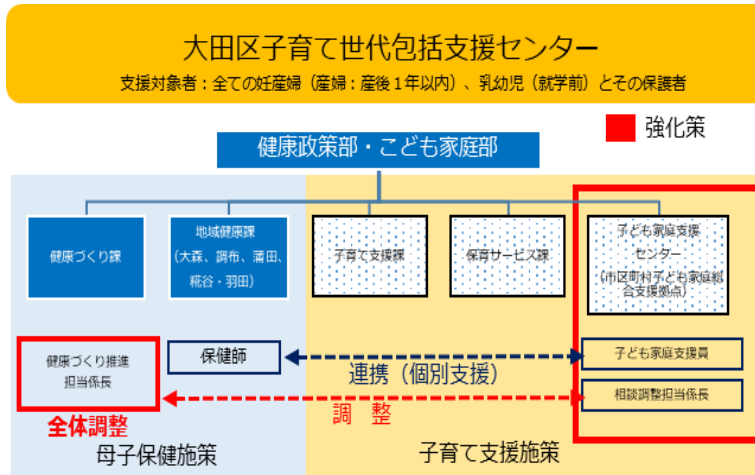 大田区子育て世代包括支援センター
支援対象者：全ての妊産婦（産婦：産後１年以内）、乳幼児（就学前）とその保護者
強化策
健康政策部・こども家庭部
健康づくり課
地域健康課
（大森、調布、蒲田、
糀谷・羽田）
子育て支援課
保育サービス課
子ども家庭支援
センター
（市区町村子ども家庭総
合支援拠点）
健康づくり推進
担当係長
保健師
連携（個別支援）
子ども家庭支援員
調 整
相談調整担当係長
全体調整
母子保健施策
子育て支援施策